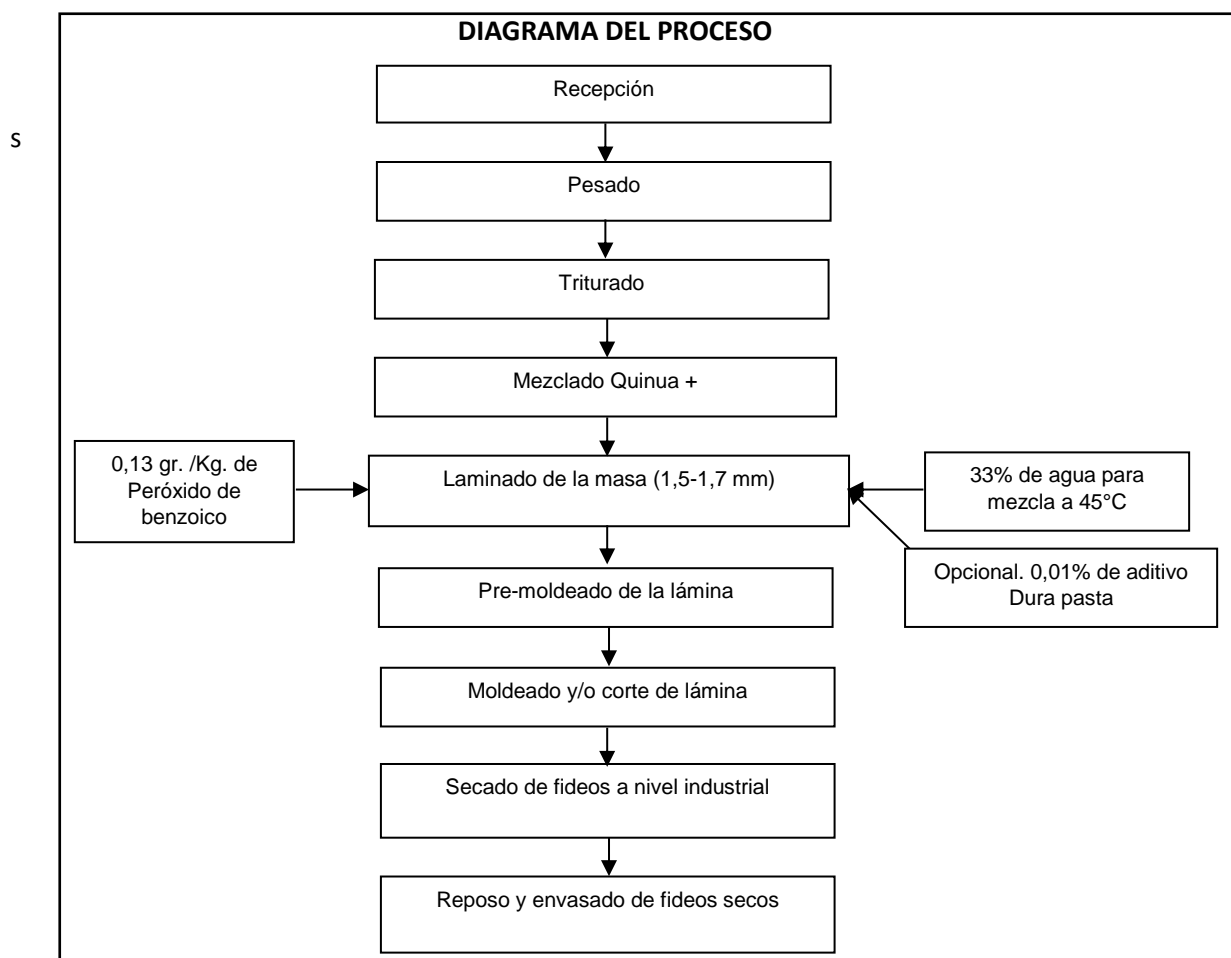 DIAGRAMA DEL PROCESO
Recepción
s
Pesado
Triturado
Mezclado Quinua +
0,13 gr. /Kg. de
Peróxido de
benzoico
Laminado de la masa (1,5-1,7 mm)
33% de agua para
mezcla a 45°C
Opcional. 0,01% de aditivo
Dura pasta
Pre-moldeado de la lámina
Moldeado y/o corte de lámina
Secado de fideos a nivel industrial
Reposo y envasado de fideos secos